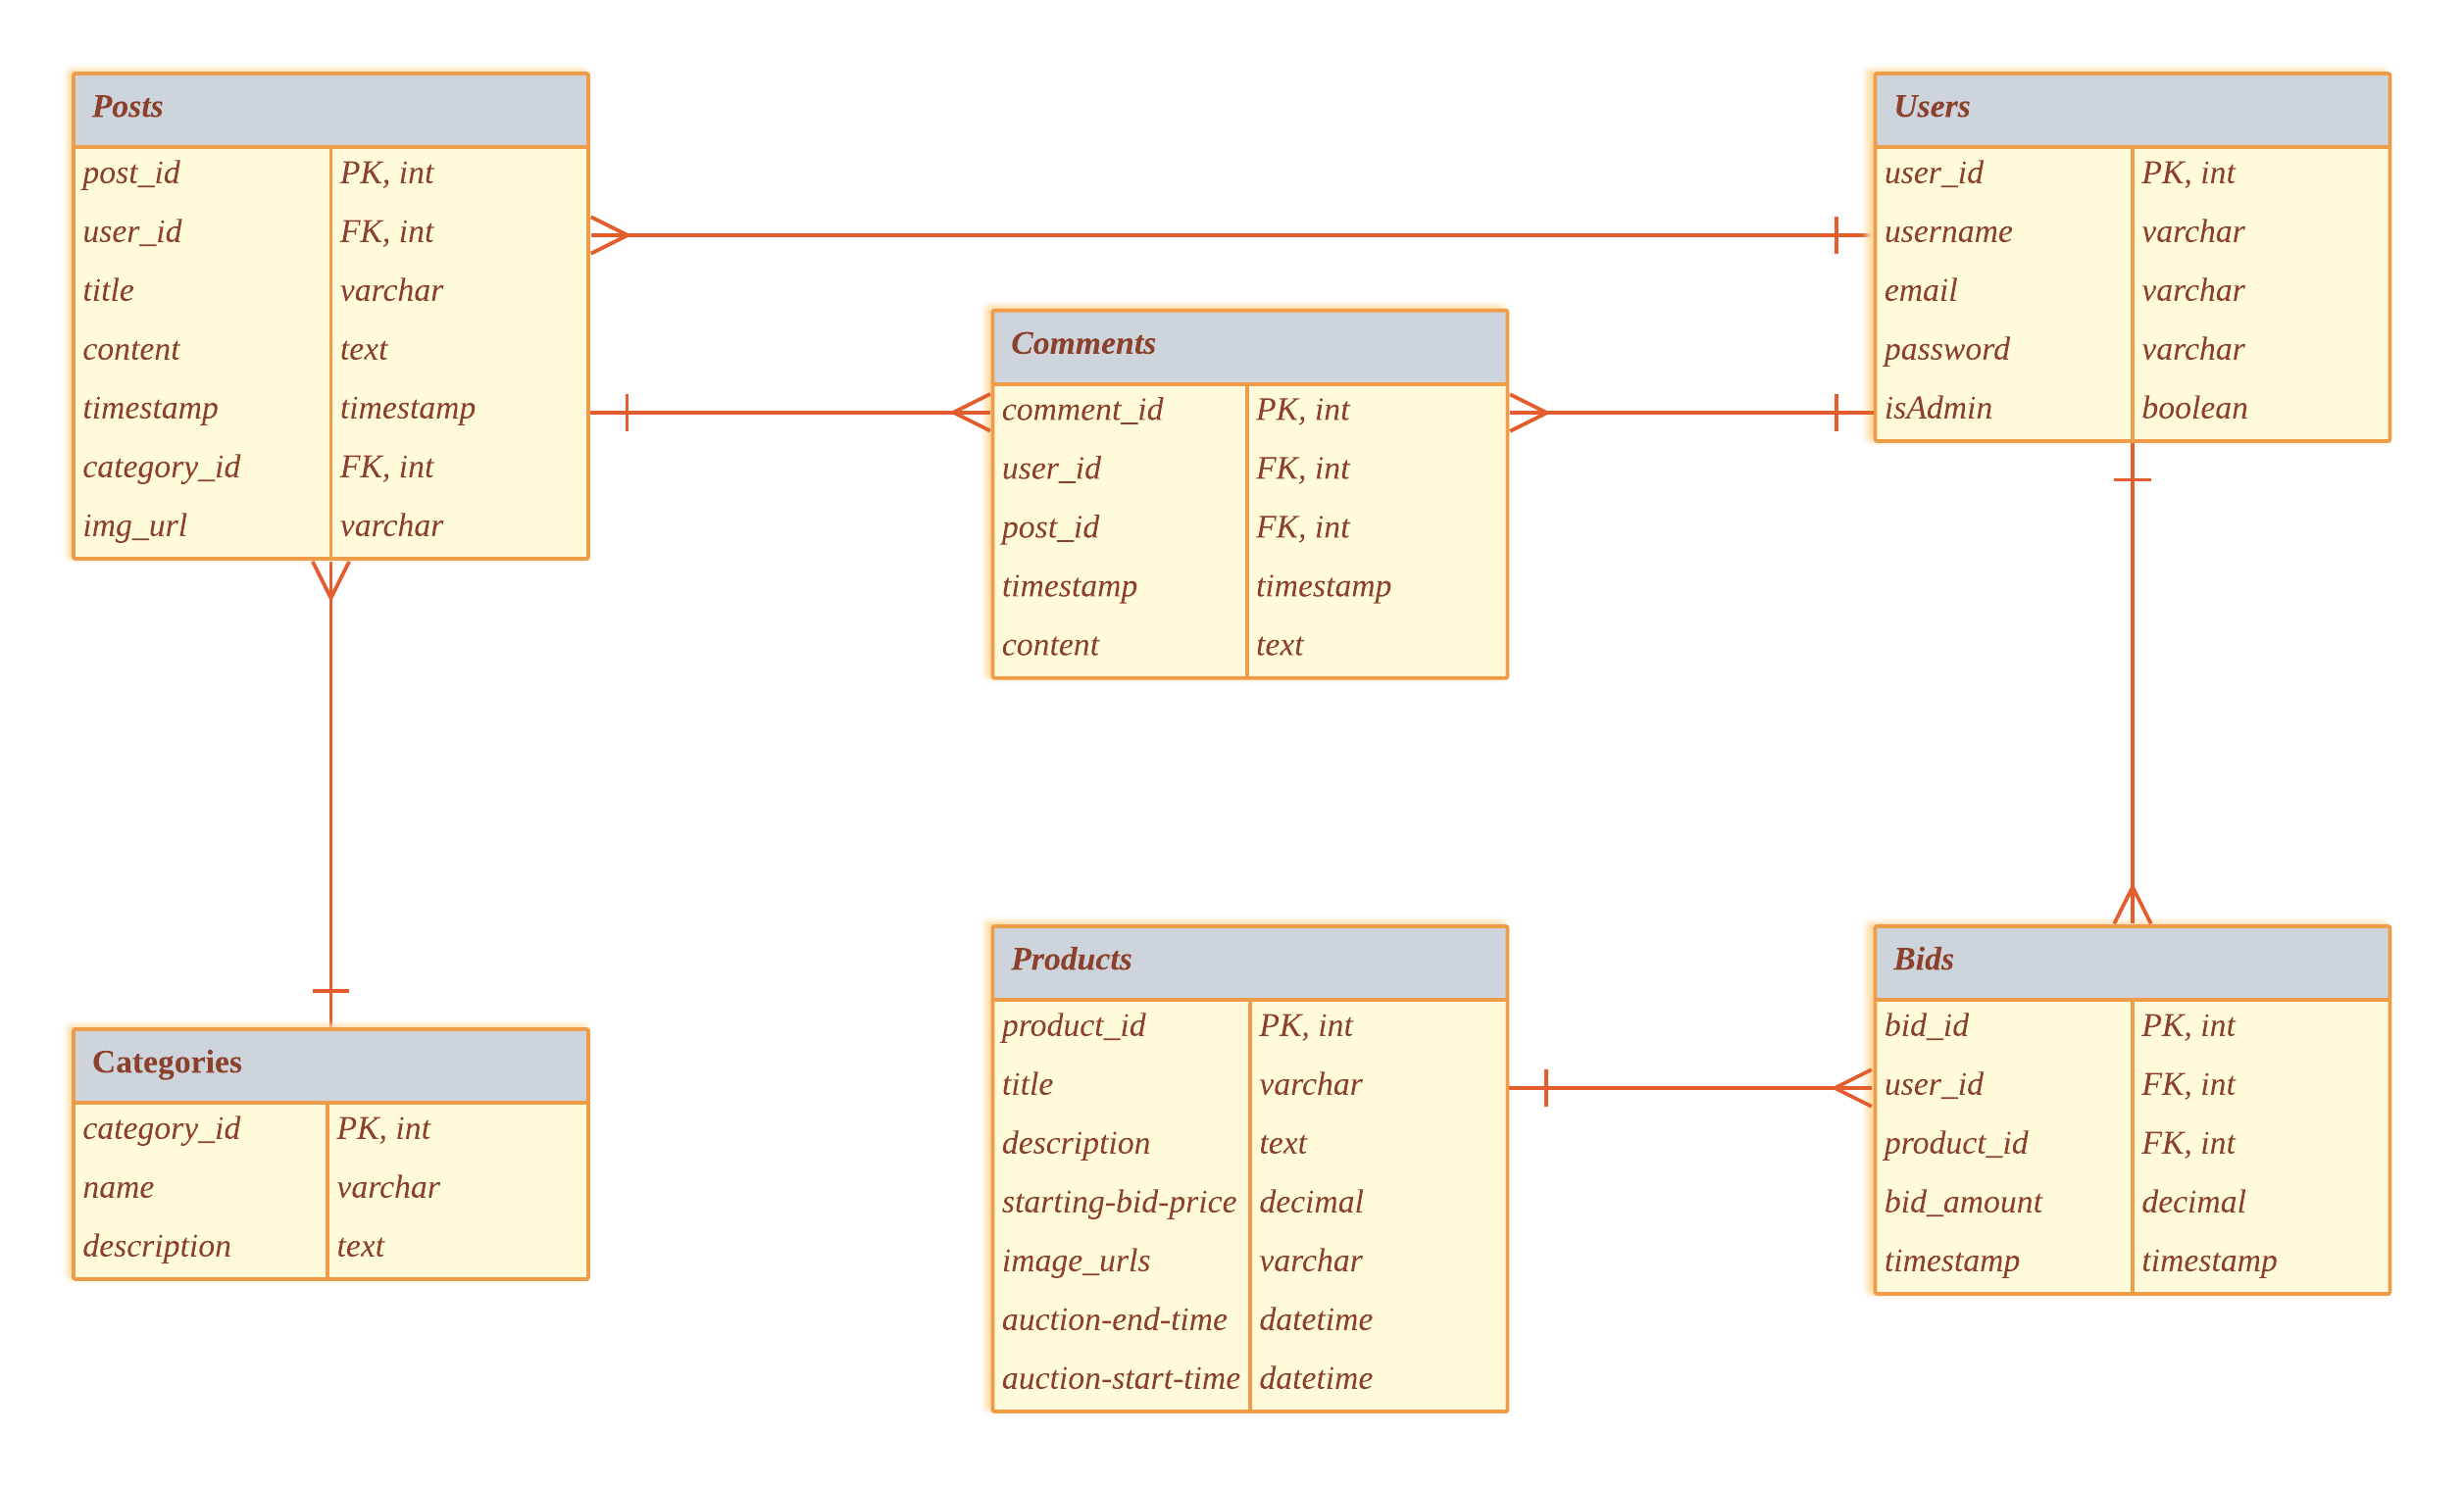 Posts
post_id PK, int
user_id FK, int
title varchar
content text
timestamp timestamp
category_id FK, int
img_url varchar
Users
user_id PK, int
username varchar
email varchar
password varchar
isAdmin boolean
Comments
comment_id PK, int
user_id FK, int
post_id FK, int
timestamp timestamp
content text
Categories
category_id PK, int
name varchar
description text
Products
product_id PK, int
title varchar
description text
starting-bid-price decimal
image_urls varchar
auction-end-time datetime
auction-start-time datetime
Bids
bid_id PK, int
user_id FK, int
product_id FK, int
bid_amount decimal
timestamp timestamp